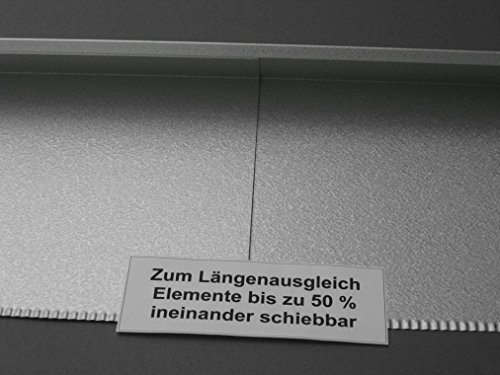 Zum Längenausgleich
Elemente bis zu 50 %
ineinander schiebbar